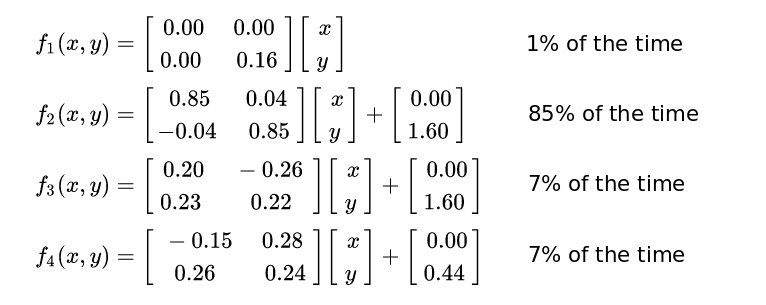 f₁(x, y) = [ 0.00 0.00 ; 0.00 0.16 ] [ x ; y ] 1% of the time
f₂(x, y) = [ 0.85 0.04 ; −0.04 0.85 ] [ x ; y ] + [ 0.00 ; 1.60 ] 85% of the time
f₃(x, y) = [ 0.20 −0.26 ; 0.23 0.22 ] [ x ; y ] + [ 0.00 ; 1.60 ] 7% of the time
f₄(x, y) = [ −0.15 0.28 ; 0.26 0.24 ] [ x ; y ] + [ 0.00 ; 0.44 ] 7% of the time